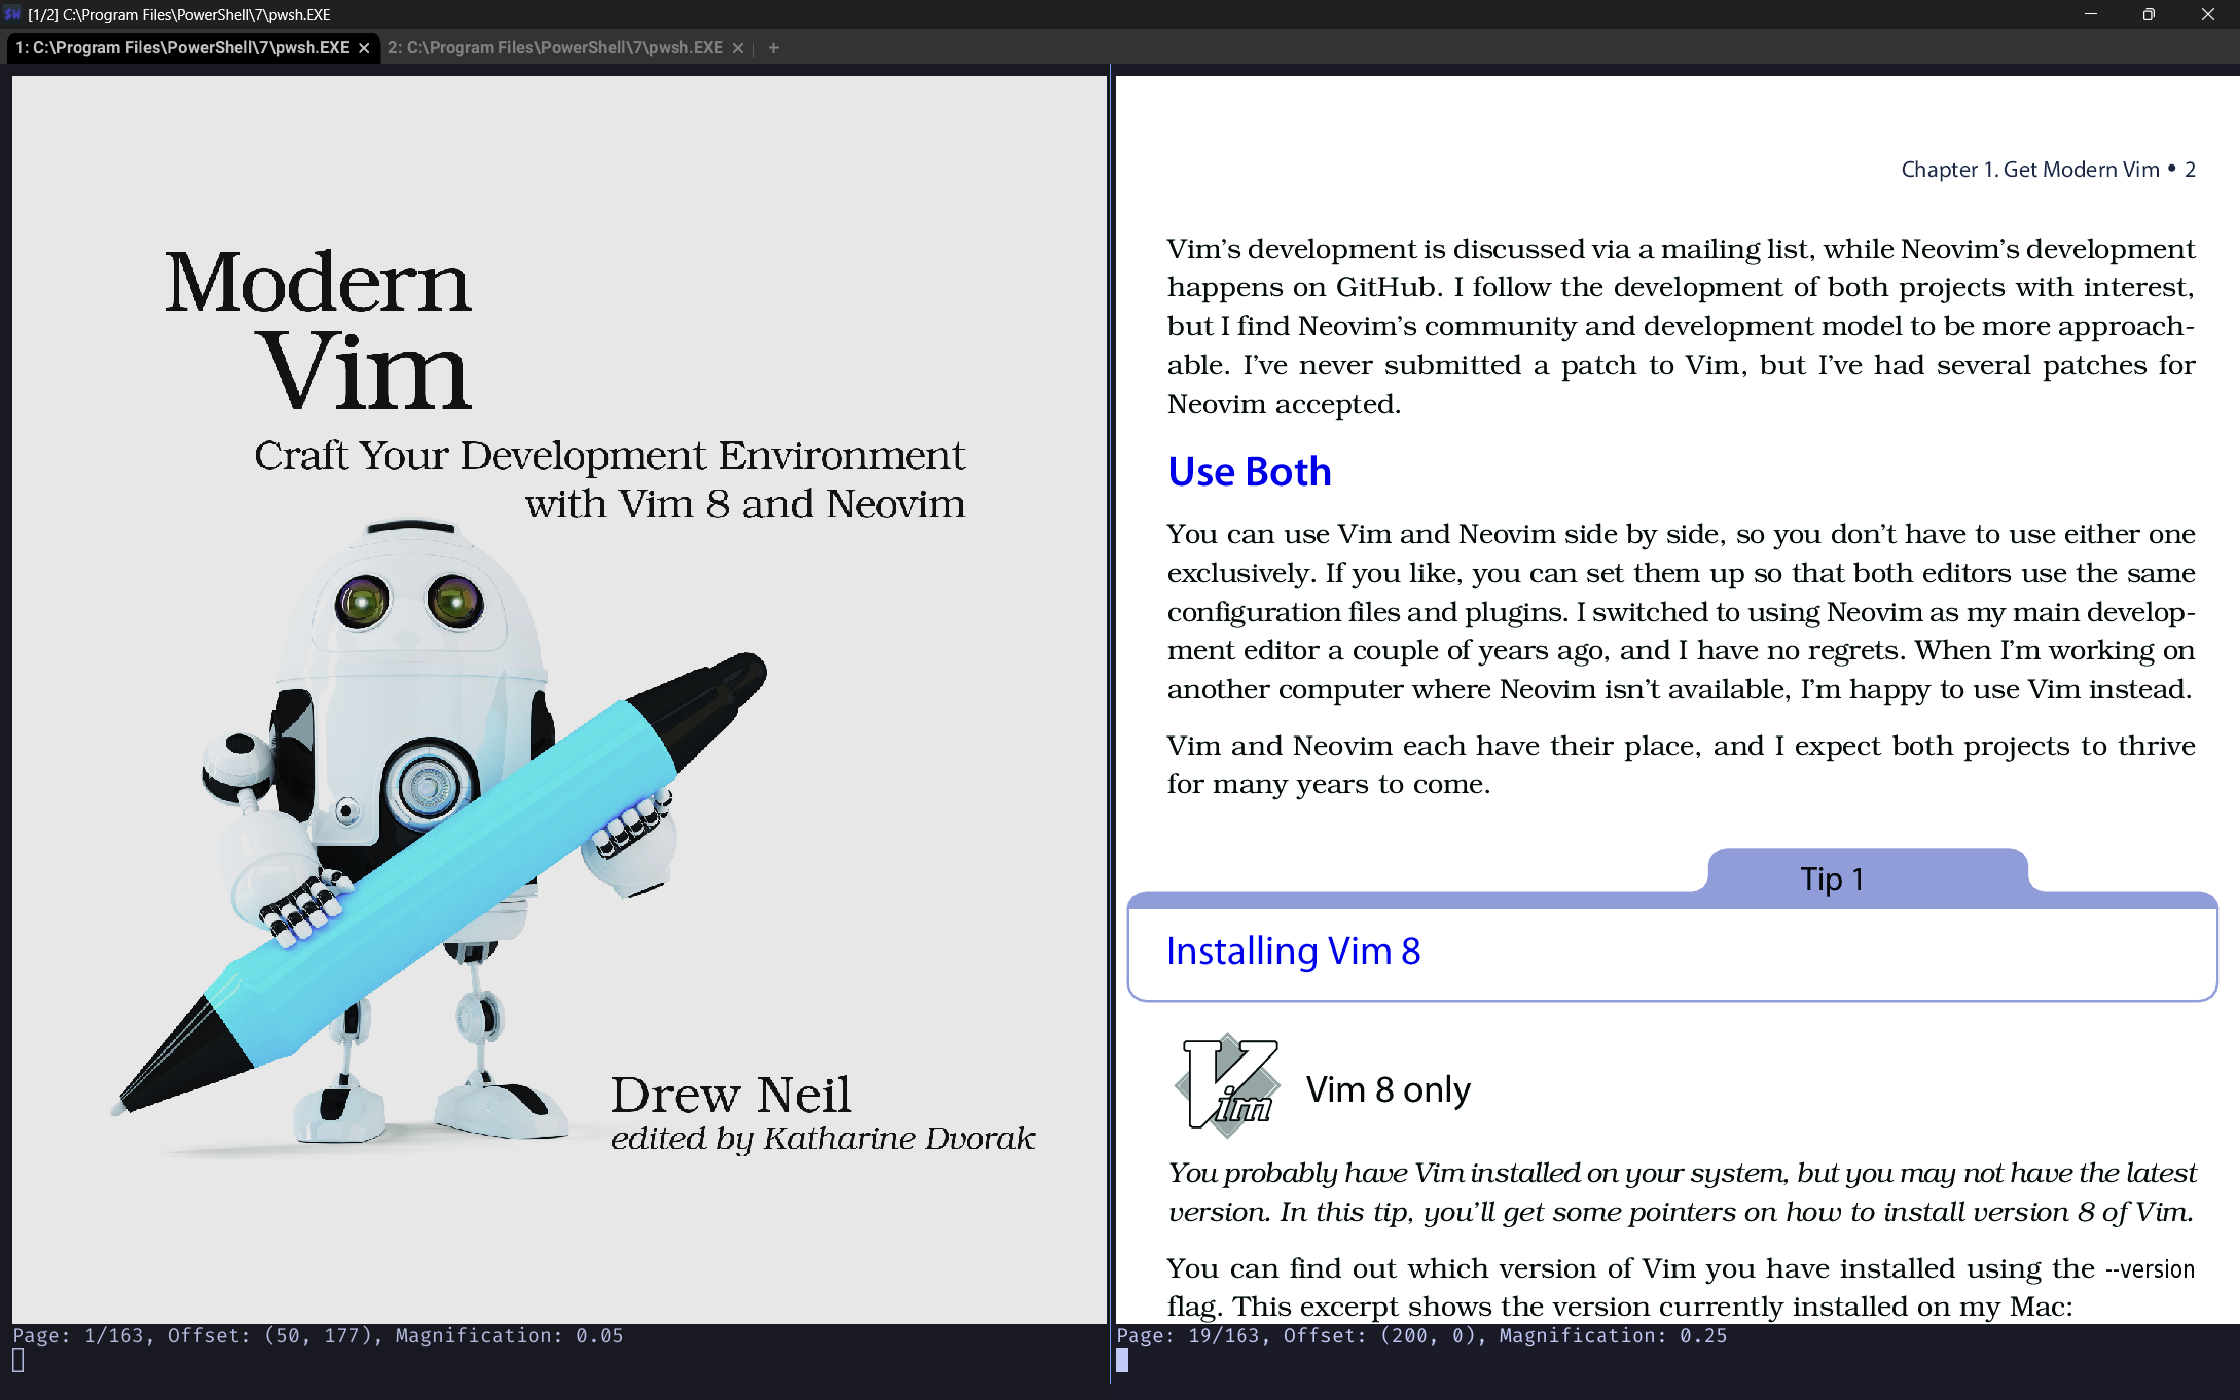 [1/2] C:\Program Files\PowerShell\7\pwsh.EXE
1: C:\Program Files\PowerShell\7\pwsh.EXE
2: C:\Program Files\PowerShell\7\pwsh.EXE
Modern
Vim
Craft Your Development Environment
with Vim 8 and Neovim
Drew Neil
edited by Katharine Dvorak
Page: 1/163, Offset: (50, 177), Magnification: 0.05
Chapter 1. Get Modern Vim • 2
Vim’s development is discussed via a mailing list, while Neovim’s development
happens on GitHub. I follow the development of both projects with interest,
but I find Neovim’s community and development model to be more approach-
able. I’ve never submitted a patch to Vim, but I’ve had several patches for
Neovim accepted.
Use Both
You can use Vim and Neovim side by side, so you don’t have to use either one
exclusively. If you like, you can set them up so that both editors use the same
configuration files and plugins. I switched to using Neovim as my main develop-
ment editor a couple of years ago, and I have no regrets. When I’m working on
another computer where Neovim isn’t available, I’m happy to use Vim instead.
Vim and Neovim each have their place, and I expect both projects to thrive
for many years to come.
Tip 1
Installing Vim 8
Vim
Vim 8 only
You probably have Vim installed on your system, but you may not have the latest
version. In this tip, you’ll get some pointers on how to install version 8 of Vim.
You can find out which version of Vim you have installed using the --version
flag. This excerpt shows the version currently installed on my Mac:
Page: 19/163, Offset: (200, 0), Magnification: 0.25